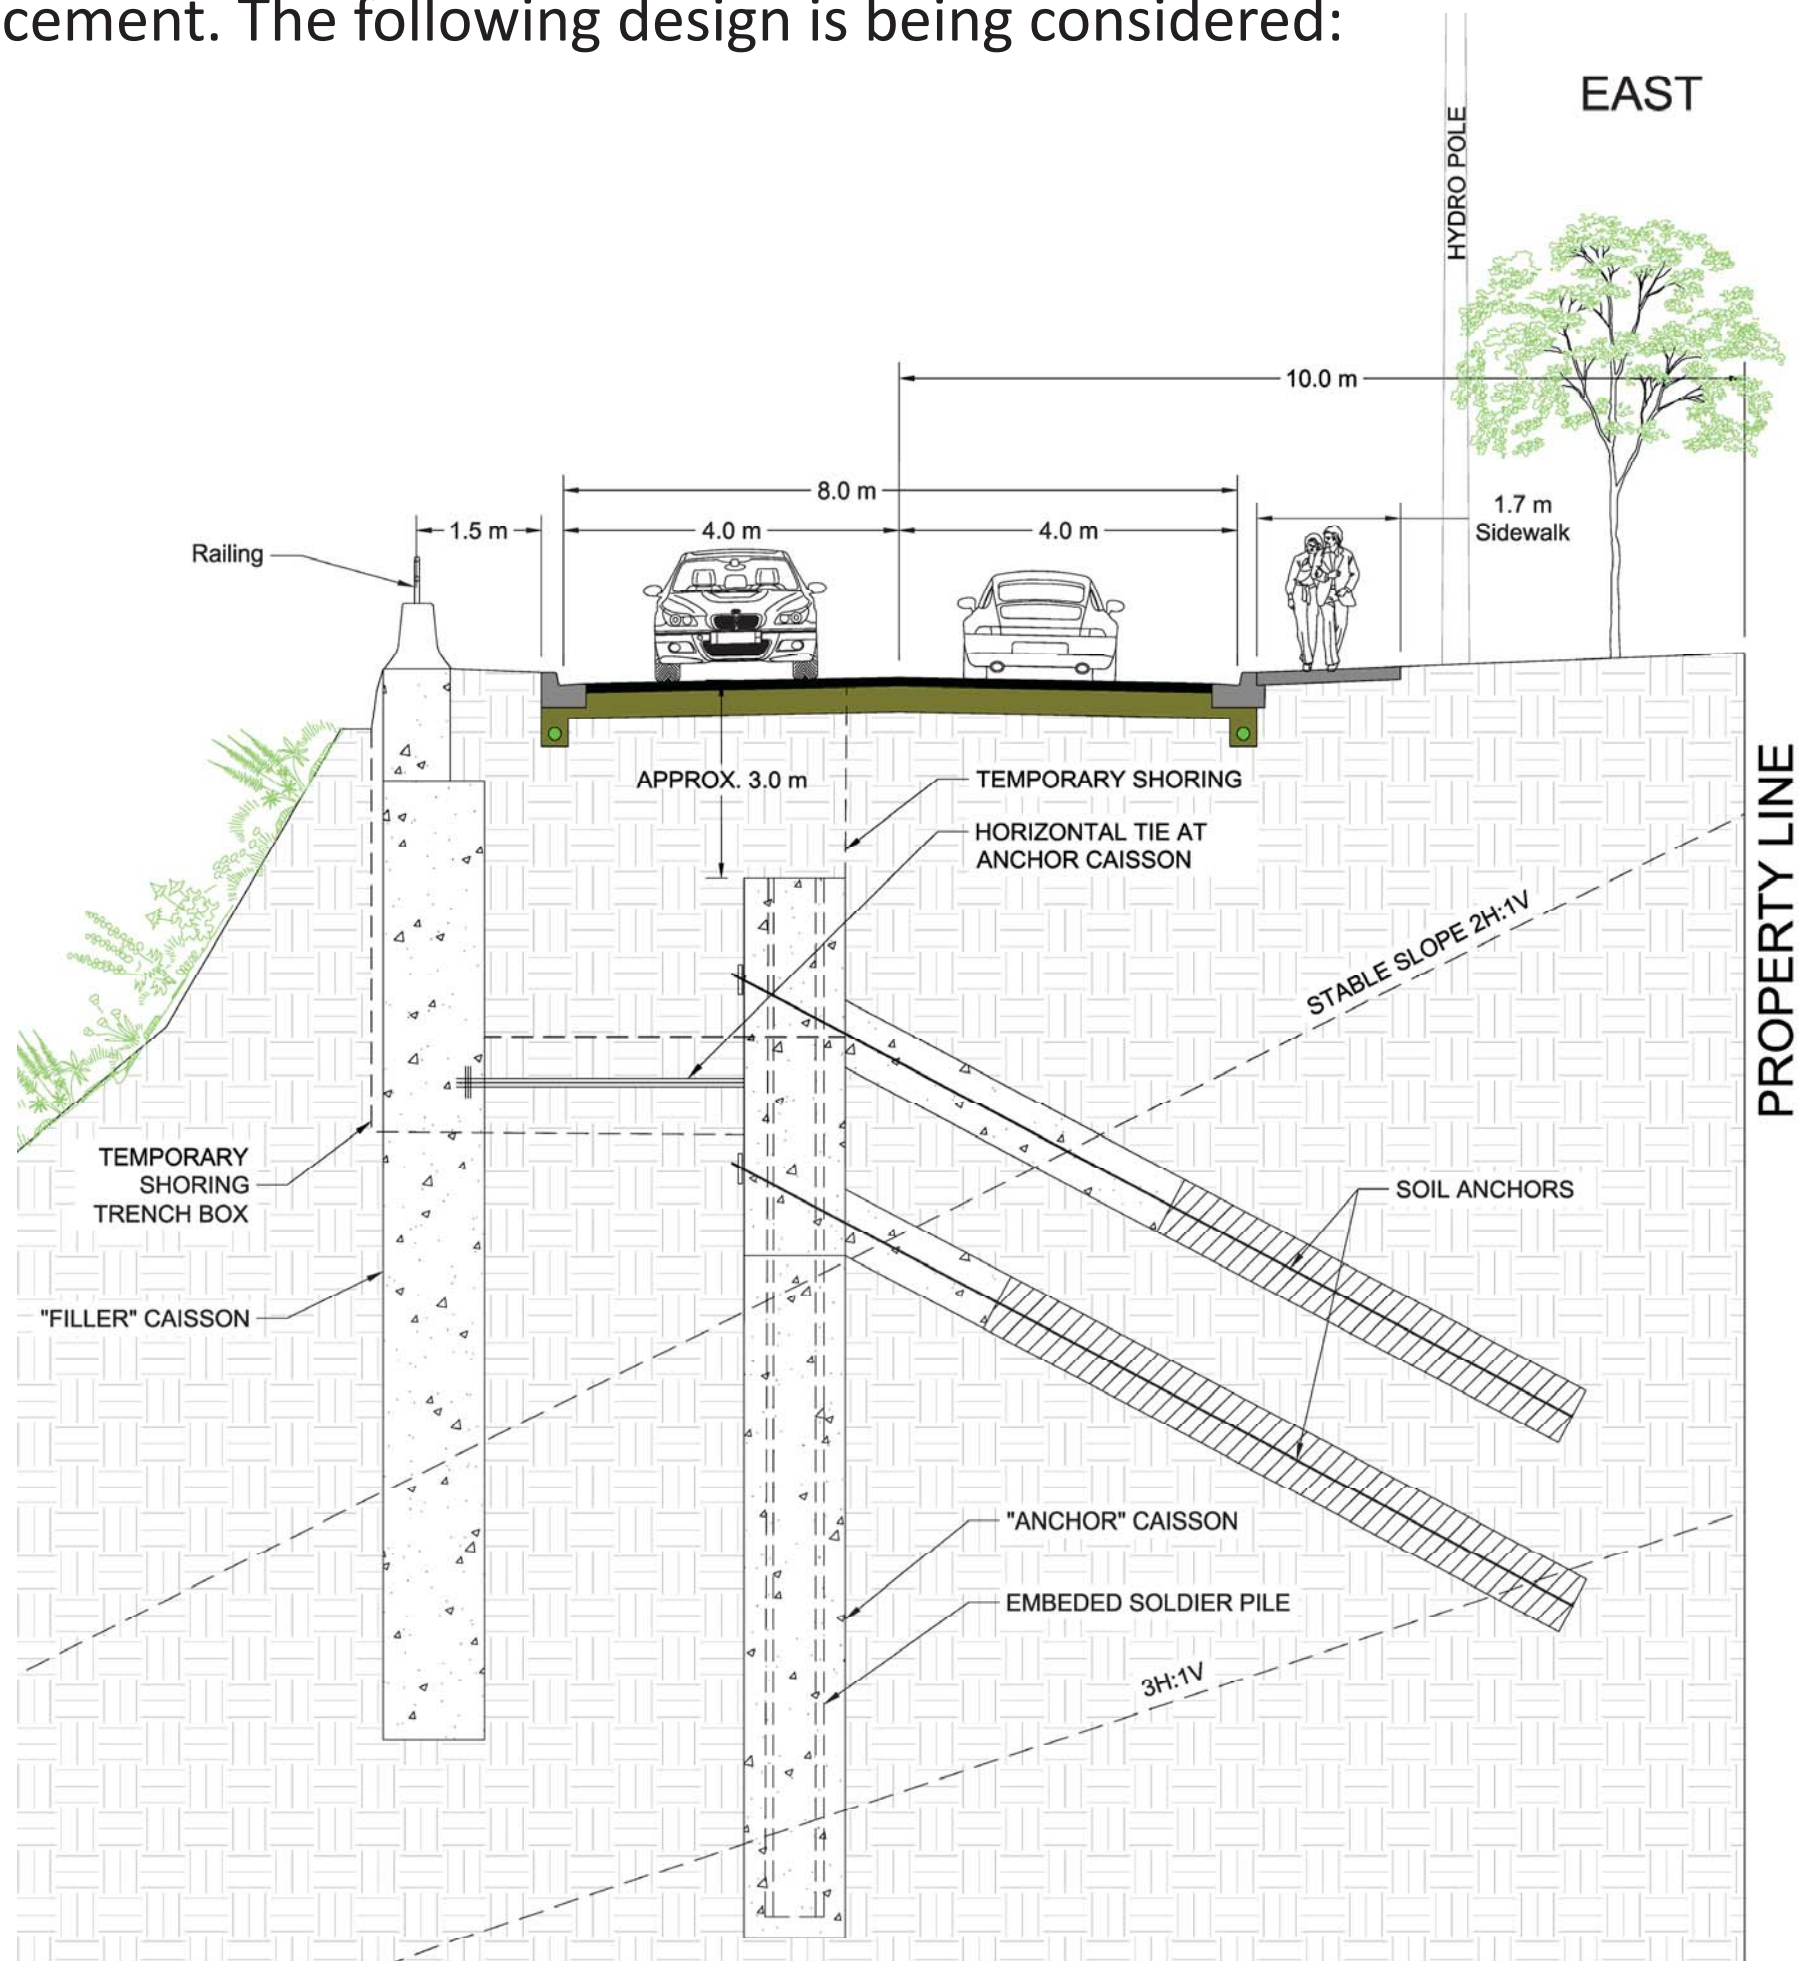 cement. The following design is being considered:
EAST
HYDRO POLE
10.0 m
8.0 m
1.7 m
Sidewalk
1.5 m
4.0 m
4.0 m
Railing
APPROX. 3.0 m
TEMPORARY SHORING
HORIZONTAL TIE AT
ANCHOR CAISSON
PROPERTY LINE
STABLE SLOPE 2H:1V
TEMPORARY
SHORING
TRENCH BOX
SOIL ANCHORS
"FILLER" CAISSON
"ANCHOR" CAISSON
EMBEDED SOLDIER PILE
3H:1V